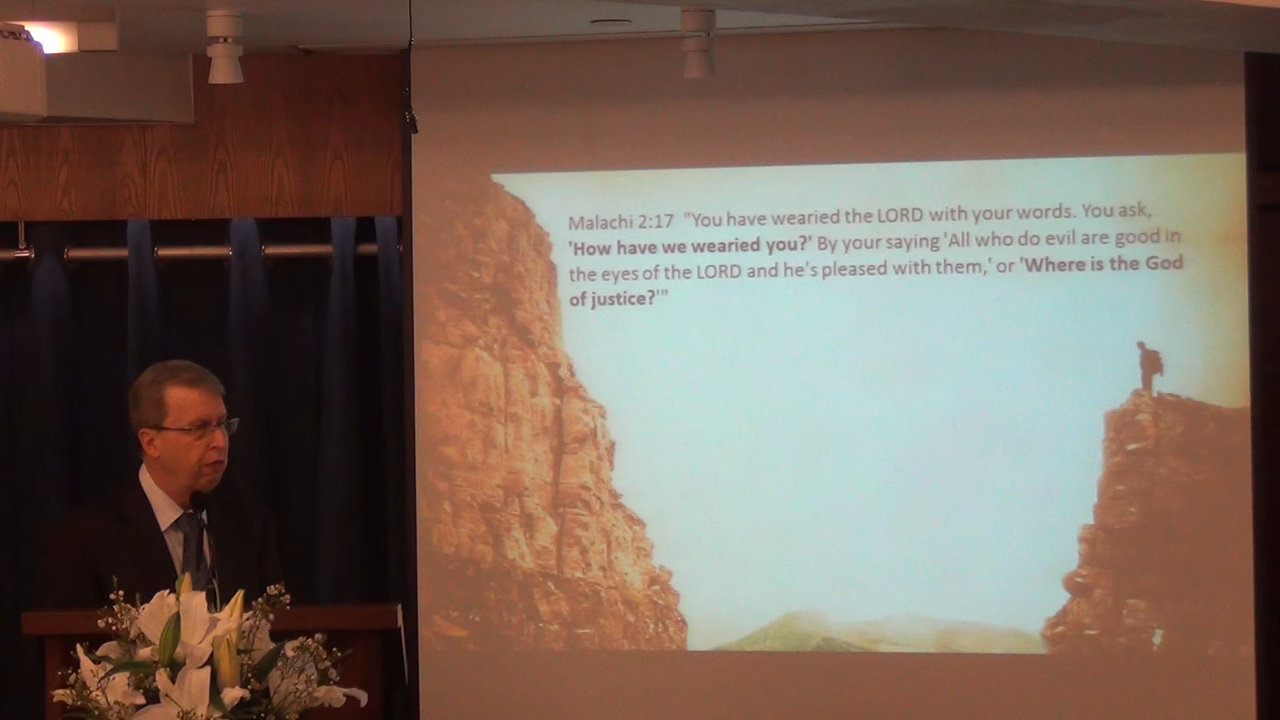 Malachi 2:17 "You have wearied the LORD with your words. You ask,
'How have we wearied you?' By your saying 'All who do evil are good in
the eyes of the LORD and he's pleased with them,' or 'Where is the God
of justice?'"